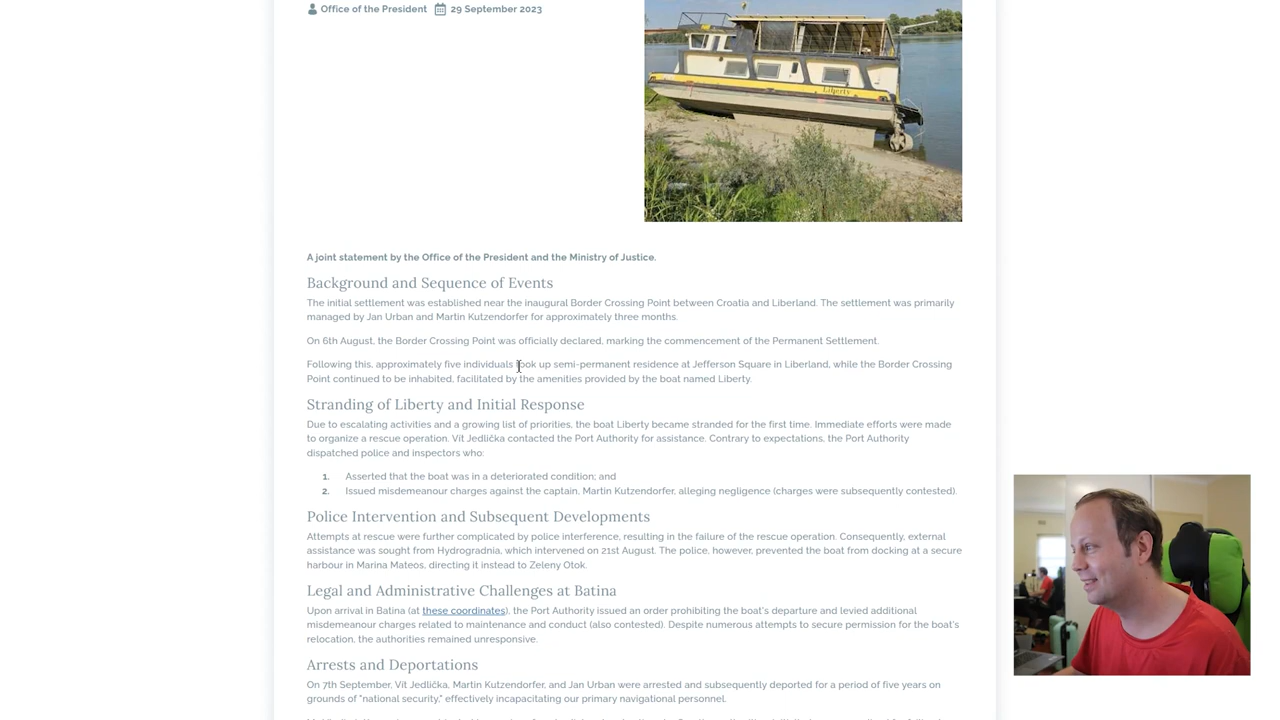 Office of the President 29 September 2023
Liberty
A joint statement by the Office of the President and the Ministry of Justice.
Background and Sequence of Events
The initial settlement was established near the inaugural Border Crossing Point between Croatia and Liberland. The settlement was primarily
managed by Jan Urban and Martin Kutzendorfer for approximately three months.
On 6th August, the Border Crossing Point was officially declared, marking the commencement of the Permanent Settlement.
Following this, approximately five individuals took up semi-permanent residence at Jefferson Square in Liberland, while the Border Crossing
Point continued to be inhabited, facilitated by the amenities provided by the boat named Liberty.
Stranding of Liberty and Initial Response
Due to escalating activities and a growing list of priorities, the boat Liberty became stranded for the first time. Immediate efforts were made
to organize a rescue operation. Vít Jedlička contacted the Port Authority for assistance. Contrary to expectations, the Port Authority
dispatched police and inspectors who:
1. Asserted that the boat was in a deteriorated condition; and
2. Issued misdemeanour charges against the captain, Martin Kutzendorfer, alleging negligence (charges were subsequently contested).
Police Intervention and Subsequent Developments
Attempts at rescue were further complicated by police interference, resulting in the failure of the rescue operation. Consequently, external
assistance was sought from Hydrogradnia, which intervened on 21st August. The police, however, prevented the boat from docking at a secure
harbour in Marina Mateos, directing it instead to Zeleny Otok.
Legal and Administrative Challenges at Batina
Upon arrival in Batina (at these coordinates), the Port Authority issued an order prohibiting the boat's departure and levied additional
misdemeanour charges related to maintenance and conduct (also contested). Despite numerous attempts to secure permission for the boat's
relocation, the authorities remained unresponsive.
Arrests and Deportations
On 7th September, Vít Jedlička, Martin Kutzendorfer, and Jan Urban were arrested and subsequently deported for a period of five years on
grounds of "national security," effectively incapacitating our primary navigational personnel.